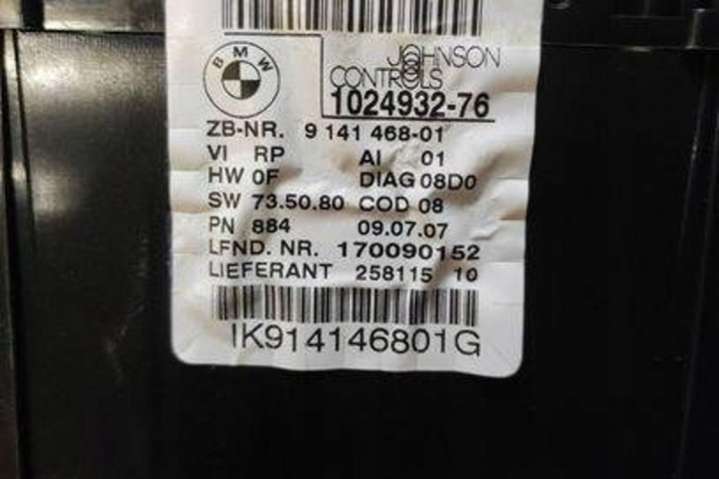 BMW
JOHNSON
CONTROLS
1024932-76
ZB-NR. 9 141 468-01
VI RP AI 01
HW 0F DIAG 08D0
SW 73.50.80 COD 08
PN 884 09.07.07
LFND. NR. 170090152
LIEFERANT 258115 10
IK914146801G